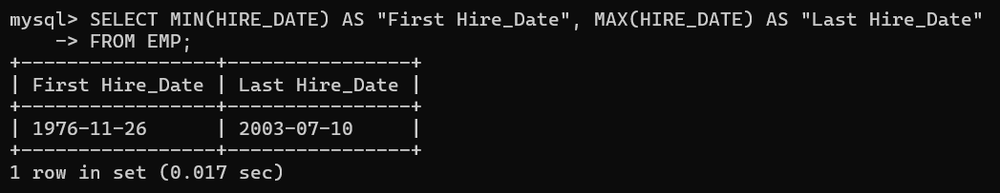 mysql> SELECT MIN(HIRE_DATE) AS "First Hire_Date", MAX(HIRE_DATE) AS "Last Hire_Date"
    -> FROM EMP;
+-----------------+----------------+
| First Hire_Date | Last Hire_Date |
+-----------------+----------------+
| 1976-11-26      | 2003-07-10     |
+-----------------+----------------+
1 row in set (0.017 sec)